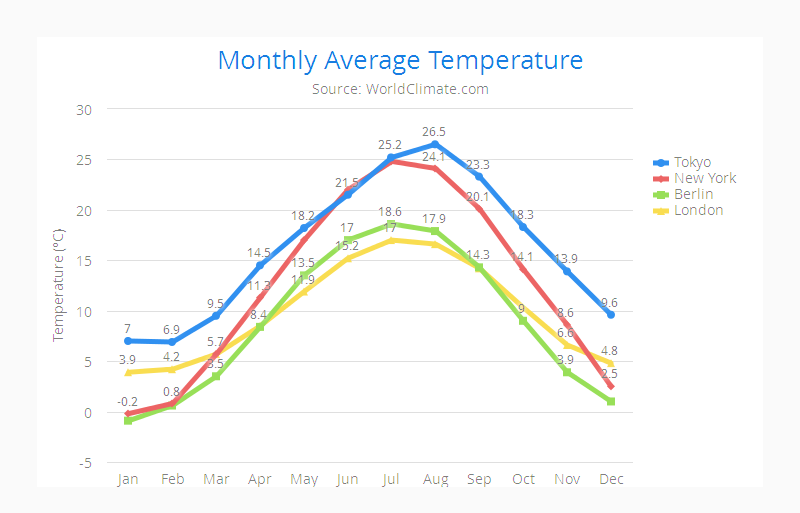 Monthly Average Temperature
Source: WorldClimate.com
30
25
20
15
10
5
0
-5
Temperature (°C)
Jan Feb Mar Apr May Jun Jul Aug Sep Oct Nov Dec
Tokyo
New York
Berlin
London
7 6.9 9.5 14.5 18.2 21.5 25.2 26.5 23.3 18.3 13.9 9.6
-0.2 0.8 5.7 11.3 24.1 20.1 14.1 8.6 2.5
3.5 8.4 13.5 17 18.6 17.9 14.3 9 3.9
3.9 4.2 11.9 15.2 17 6.6 4.8